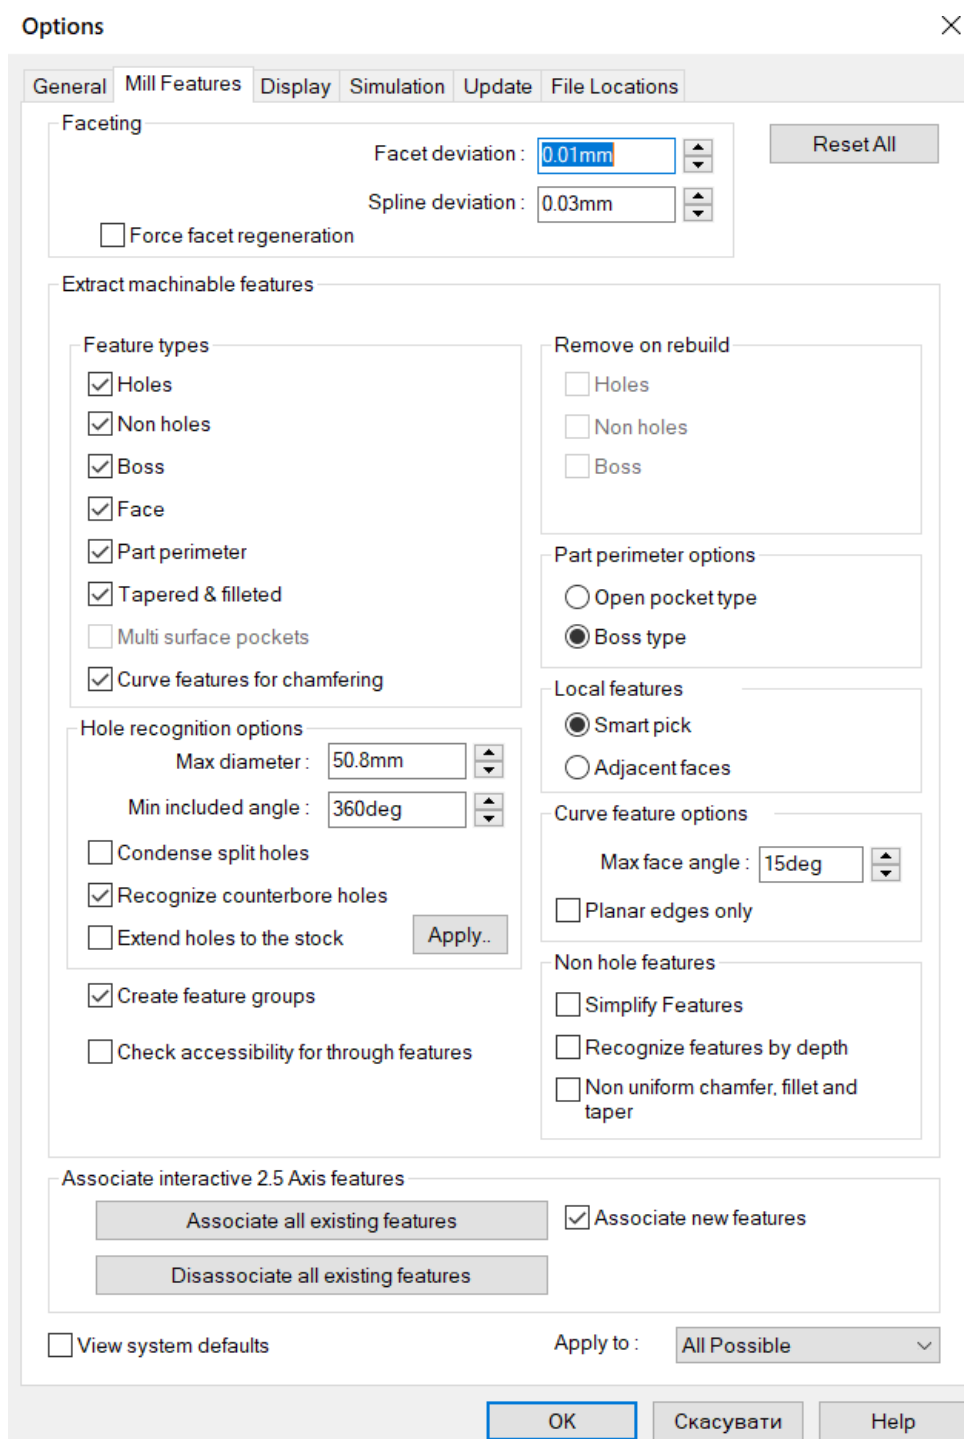 Options
General Mill Features Display Simulation Update File Locations
Faceting
Facet deviation : 0.01mm
Reset All
Spline deviation : 0.03mm
Force facet regeneration
Extract machinable features
Feature types
Holes
Non holes
Boss
Face
Part perimeter
Tapered & filleted
Multi surface pockets
Curve features for chamfering
Remove on rebuild
Holes
Non holes
Boss
Part perimeter options
Open pocket type
Boss type
Local features
Smart pick
Adjacent faces
Hole recognition options
Max diameter : 50.8mm
Min included angle : 360deg
Condense split holes
Recognize counterbore holes
Extend holes to the stock Apply..
Curve feature options
Max face angle : 15deg
Planar edges only
Create feature groups
Check accessibility for through features
Non hole features
Simplify Features
Recognize features by depth
Non uniform chamfer, fillet and
taper
Associate interactive 2.5 Axis features
Associate all existing features Associate new features
Disassociate all existing features
View system defaults Apply to : All Possible
OK Скасувати Help